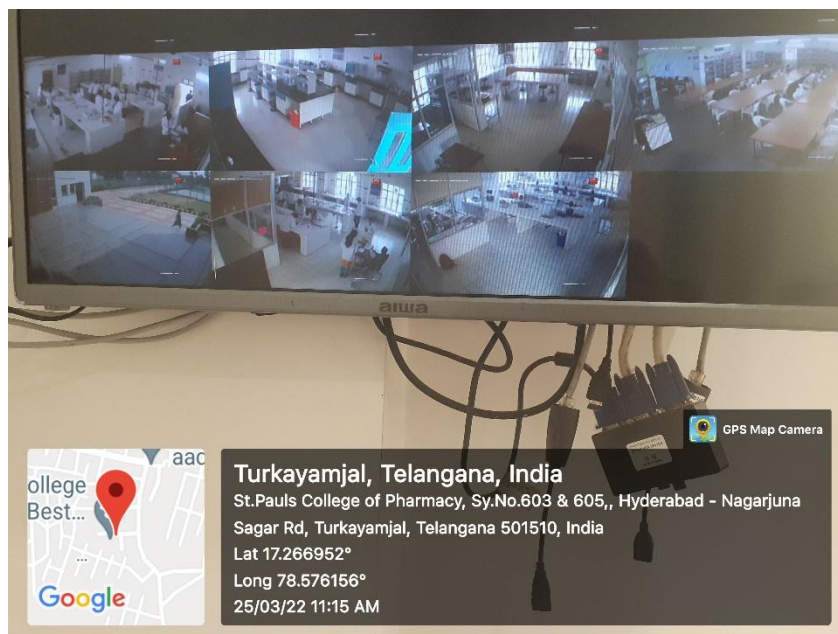 aiwa
GPS Map Camera
ollege
Best...
aac
...
Google
Turkayamjal, Telangana, India
St.Pauls College of Pharmacy, Sy.No.603 & 605,, Hyderabad - Nagarjuna
Sagar Rd, Turkayamjal, Telangana 501510, India
Lat 17.266952°
Long 78.576156°
25/03/22 11:15 AM